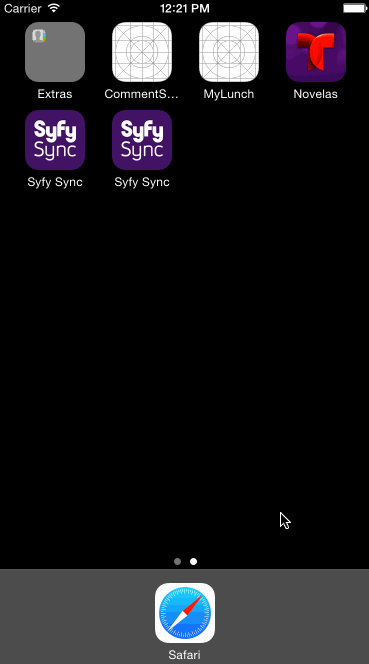 Carrier 12:21 PM
Extras CommentS... MyLunch Novelas
Syfy Sync Syfy Sync
Syfy Sync Syfy Sync
Safari